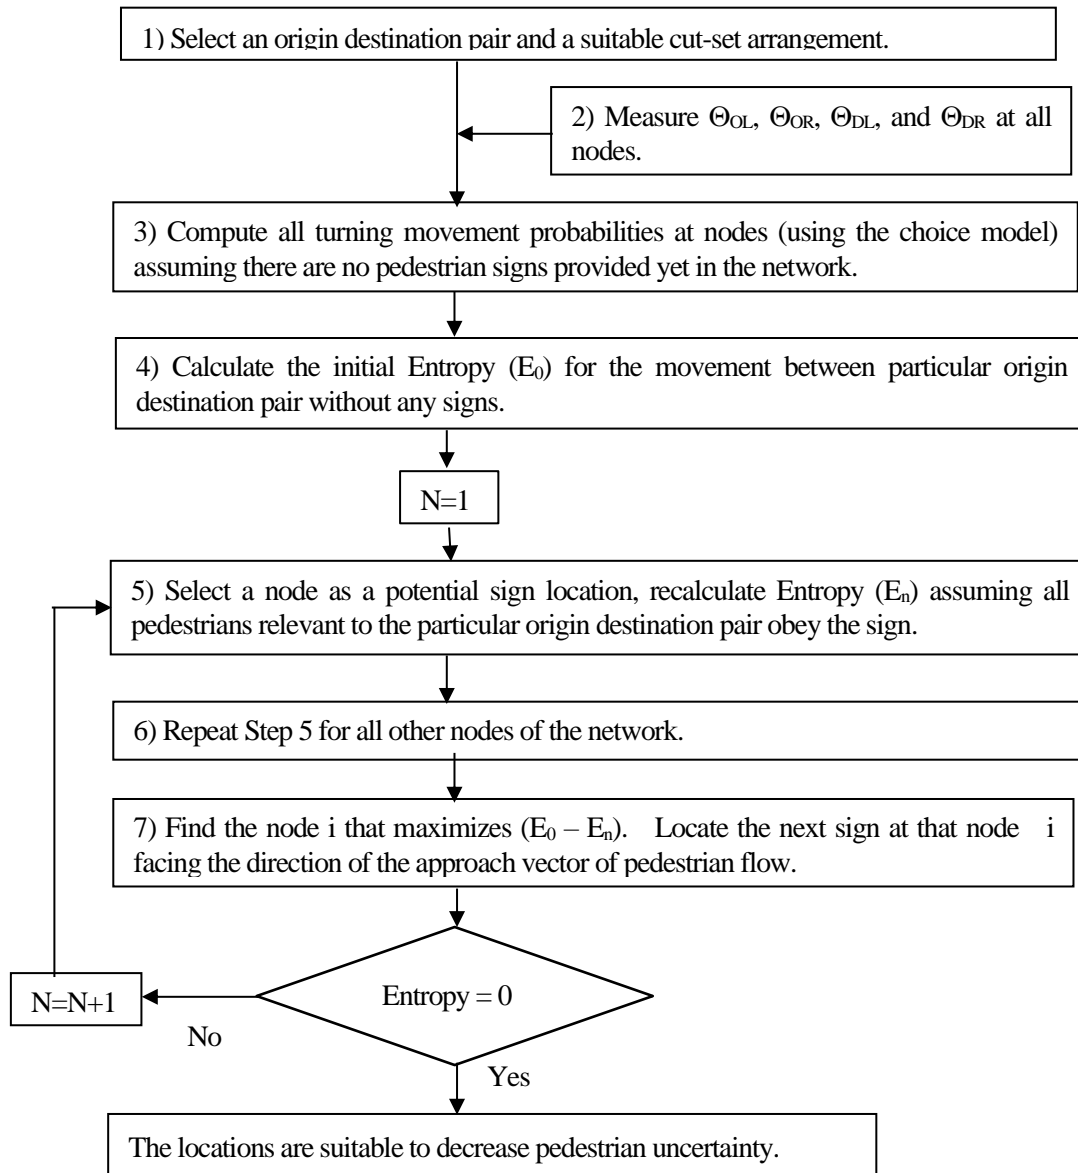 1) Select an origin destination pair and a suitable cut-set arrangement.
2) Measure Θ_OL, Θ_OR, Θ_DL, and Θ_DR at all
nodes.
3) Compute all turning movement probabilities at nodes (using the choice model)
assuming there are no pedestrian signs provided yet in the network.
4) Calculate the initial Entropy (E₀) for the movement between particular origin
destination pair without any signs.
N=1
5) Select a node as a potential sign location, recalculate Entropy (Eₙ) assuming all
pedestrians relevant to the particular origin destination pair obey the sign.
6) Repeat Step 5 for all other nodes of the network.
7) Find the node i that maximizes (E₀ – Eₙ). Locate the next sign at that node i
facing the direction of the approach vector of pedestrian flow.
Entropy = 0
N=N+1
No
Yes
The locations are suitable to decrease pedestrian uncertainty.